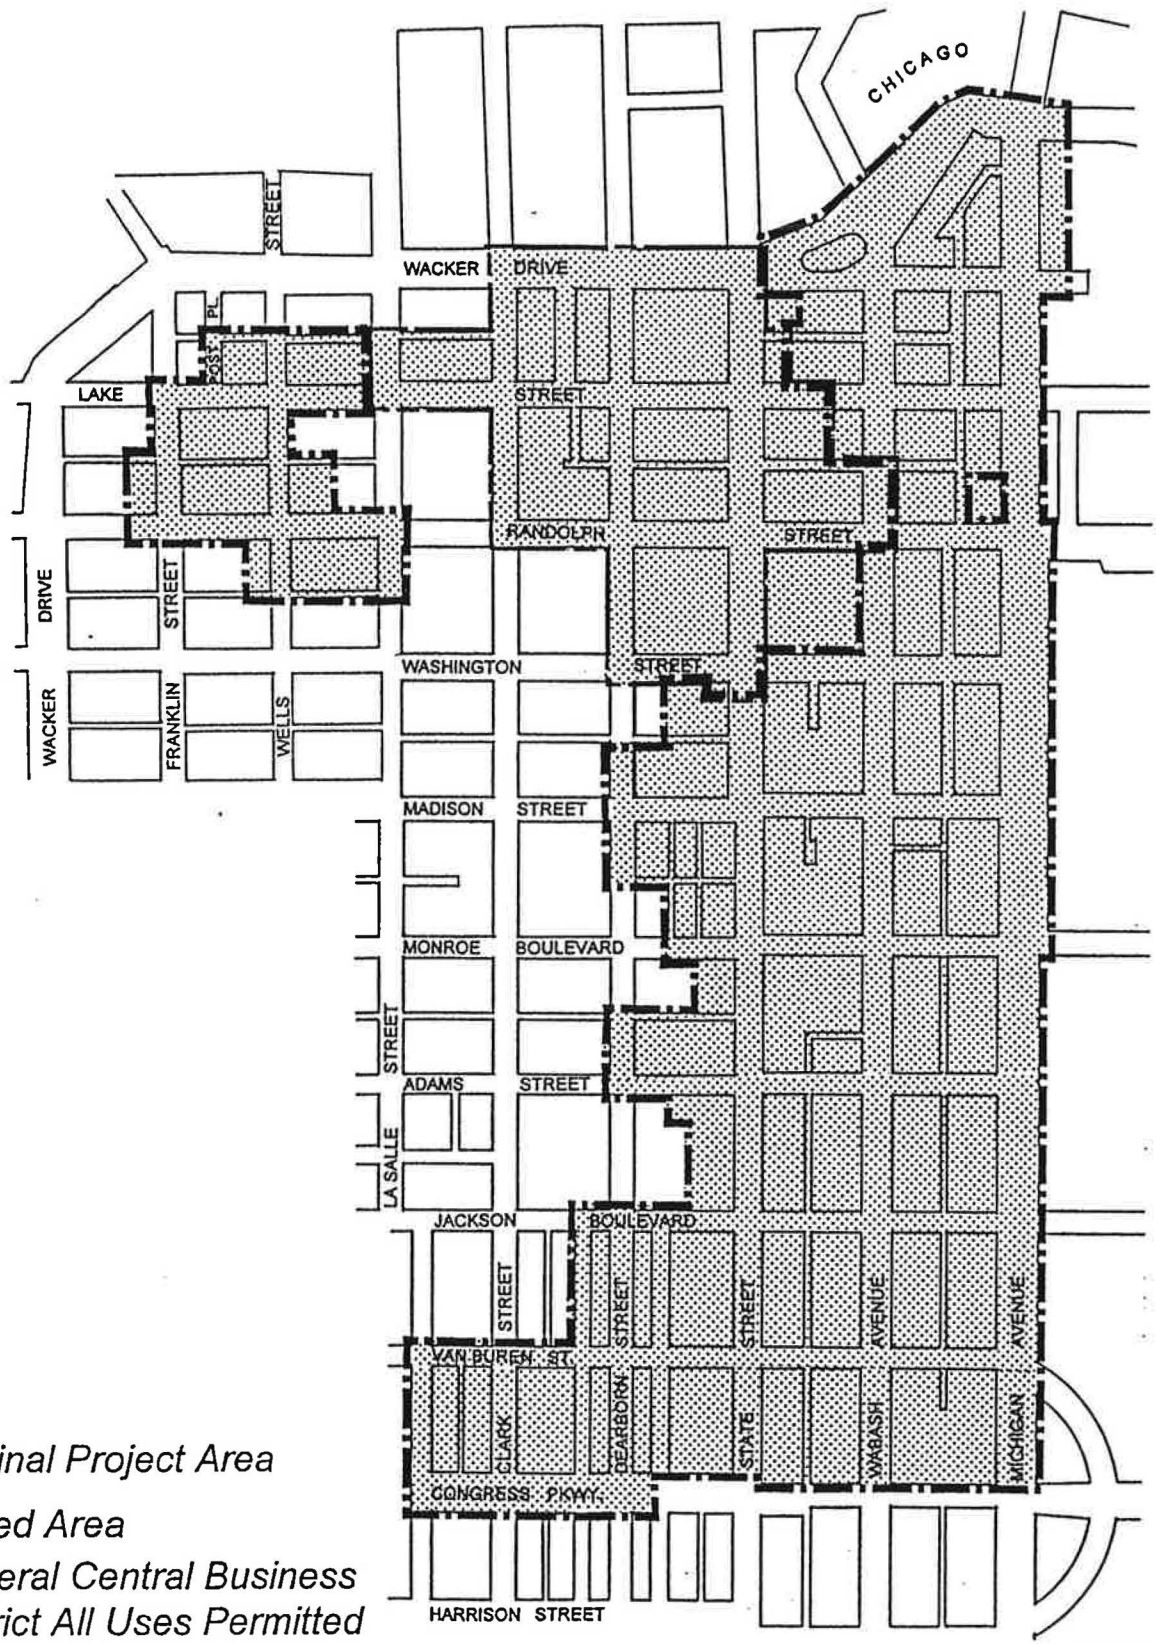 CHICAGO
STREET
WACKER DRIVE
PL.
POST
LAKE STREET
RANDOLPH STREET
DRIVE
STREET
WASHINGTON STREET
WACKER
FRANKLIN
WELLS
MADISON STREET
MONROE BOULEVARD
STREET
ADAMS STREET
LA SALLE
JACKSON BOULEVARD
STREET
STREET
STREET
AVENUE
AVENUE
VAN BUREN ST.
CLARK
DEARBORN
STATE
WABASH
MICHIGAN
CONGRESS PKWY.
HARRISON STREET
inal Project Area
ed Area
eral Central Business
rict All Uses Permitted